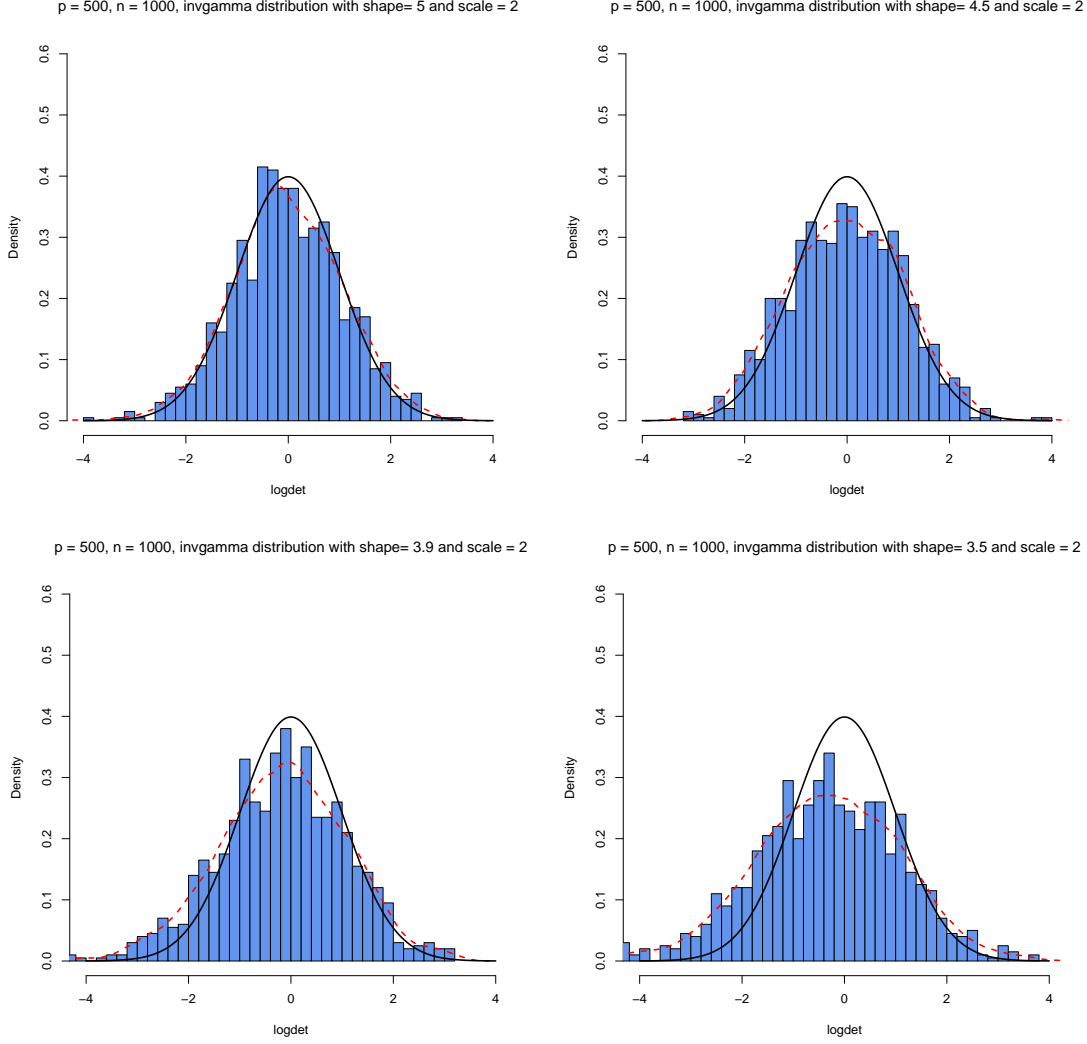 p = 500, n = 1000, invgamma distribution with shape= 5 and scale = 2
Density
0.0 0.1 0.2 0.3 0.4 0.5 0.6
−4 −2 0 2 4
logdet
p = 500, n = 1000, invgamma distribution with shape= 4.5 and scale = 2
Density
0.0 0.1 0.2 0.3 0.4 0.5 0.6
−4 −2 0 2 4
logdet
p = 500, n = 1000, invgamma distribution with shape= 3.9 and scale = 2
Density
0.0 0.1 0.2 0.3 0.4 0.5 0.6
−4 −2 0 2 4
logdet
p = 500, n = 1000, invgamma distribution with shape= 3.5 and scale = 2
Density
0.0 0.1 0.2 0.3 0.4 0.5 0.6
−4 −2 0 2 4
logdet